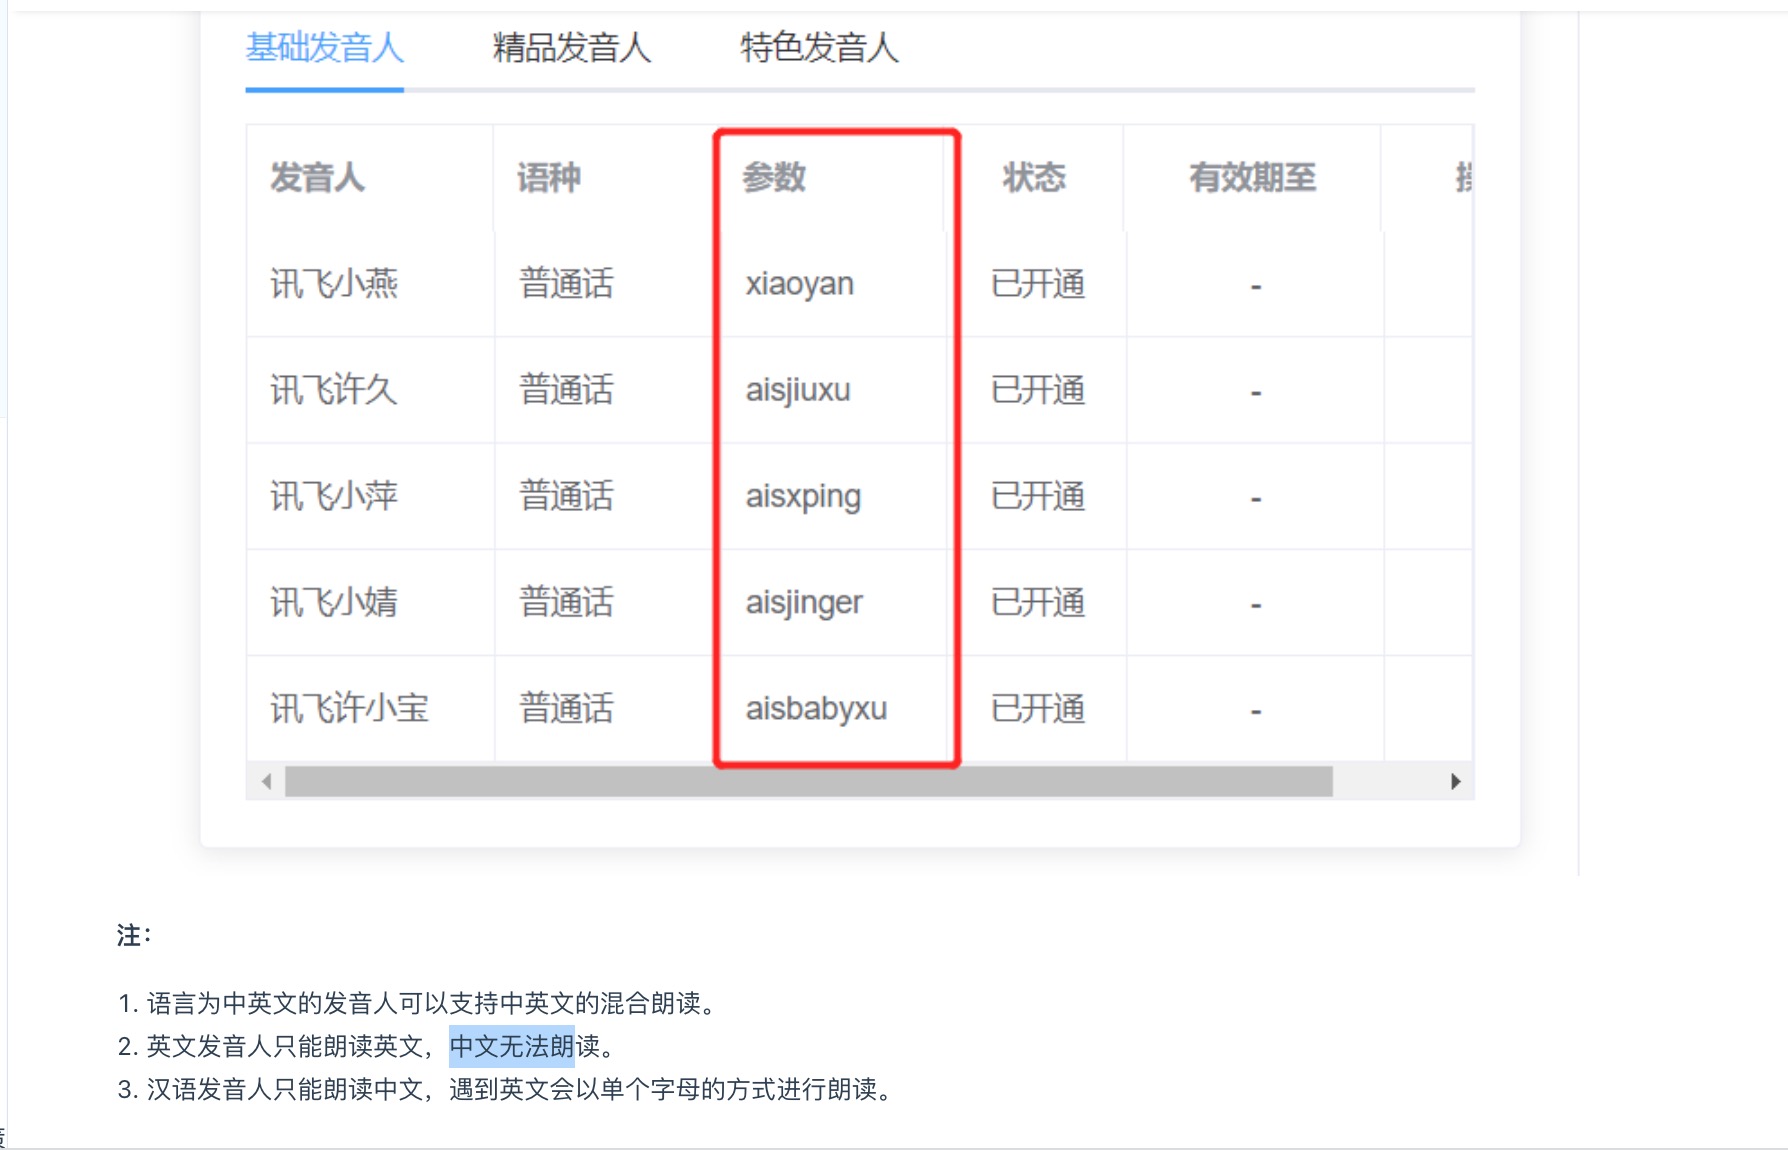 基础发音人 精品发音人 特色发音人
发音人 语种 参数 状态 有效期至
讯飞小燕 普通话 xiaoyan 已开通 -
讯飞许久 普通话 aisjiuxu 已开通 -
讯飞小萍 普通话 aisxping 已开通 -
讯飞小婧 普通话 aisjinger 已开通 -
讯飞许小宝 普通话 aisbabyxu 已开通 -
注：
1. 语言为中英文的发音人可以支持中英文的混合朗读。
2. 英文发音人只能朗读英文，中文无法朗读。
3. 汉语发音人只能朗读中文，遇到英文会以单个字母的方式进行朗读。